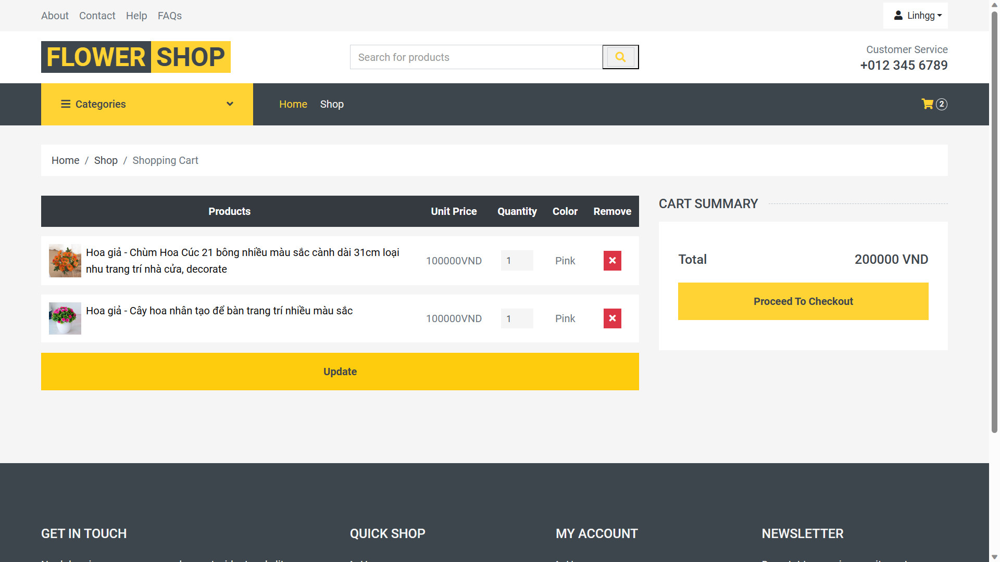 About Contact Help FAQs
Linhgg
FLOWER SHOP
Search for products
Customer Service
+012 345 6789
Categories
Home Shop
2
Home / Shop / Shopping Cart
Products Unit Price Quantity Color Remove
Hoa giả - Chùm Hoa Cúc 21 bông nhiều màu sắc cành dài 31cm loại
nhu trang trí nhà cửa, decorate
100000VND 1 Pink
Hoa giả - Cây hoa nhân tạo để bàn trang trí nhiều màu sắc
100000VND 1 Pink
Update
CART SUMMARY
Total 200000 VND
Proceed To Checkout
GET IN TOUCH
QUICK SHOP
MY ACCOUNT
NEWSLETTER